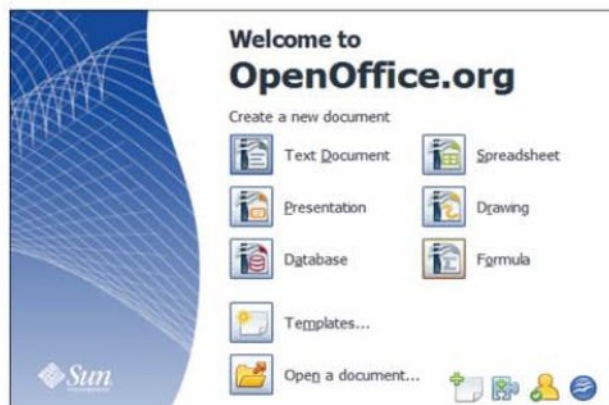 Welcome to
OpenOffice.org
Create a new document
Text Document
Spreadsheet
Presentation
Drawing
Database
Formula
Templates...
Open a document...
Sun